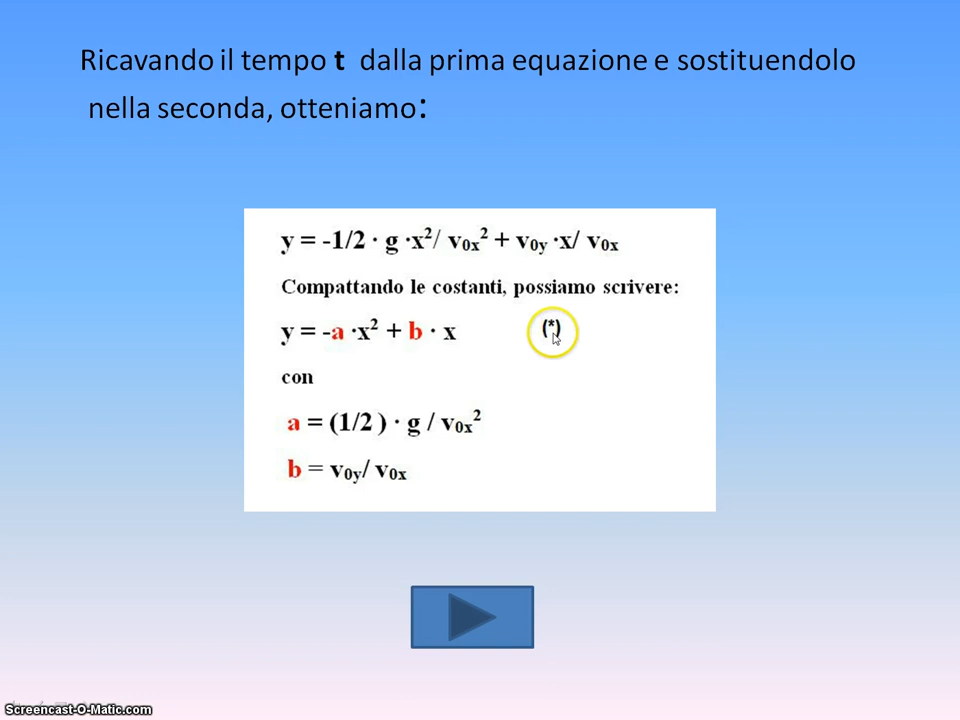 Ricavando il tempo t dalla prima equazione e sostituendolo
nella seconda, otteniamo:
y = -1/2 · g ·x²/ v₀ₓ² + v₀y ·x/ v₀ₓ
Compattando le costanti, possiamo scrivere:
y = -a ·x² + b · x (*)
con
a = (1/2 ) · g / v₀ₓ²
b = v₀y/ v₀ₓ
Screencast-O-Matic.com